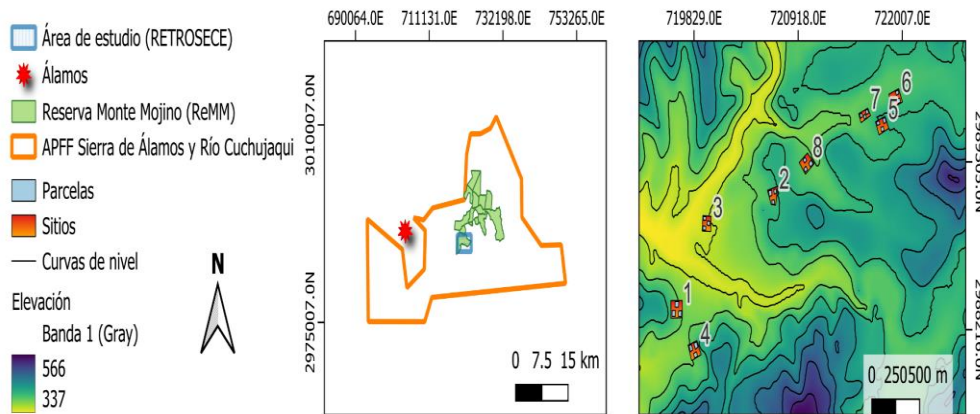 690064.0E 711131.0E 732198.0E 753265.0E
719829.0E 720918.0E 722007.0E
Área de estudio (RETROSECE)
Álamos
Reserva Monte Mojino (ReMM)
APFF Sierra de Álamos y Río Cuchujaqui
Parcelas
Sitios
Curvas de nivel
Elevación
Banda 1 (Gray)
566
337
N
3010007.0N
2975007.0N
0 7.5 15 km
1
2
3
4
5
6
7
8
0 250500 m